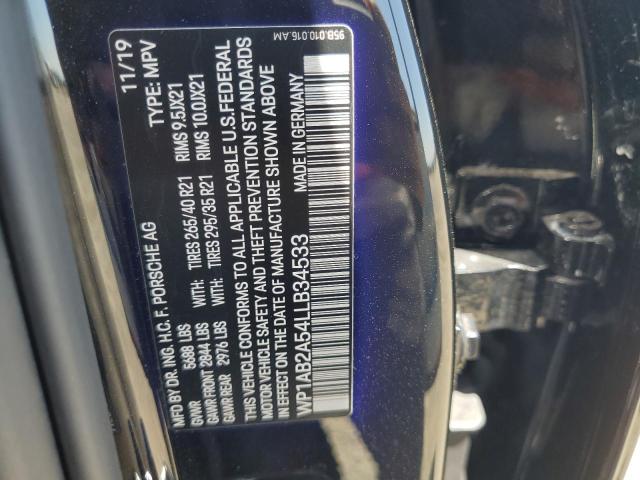 MFD BY DR. ING. H.C. F. PORSCHE AG 11/19
GVWR 5688 LBS TYPE: MPV
GAWR FRONT 2844 LBS WITH: TIRES 265/40 R21 RIMS 9.5JX21
GAWR REAR 2976 LBS WITH: TIRES 295/35 R21 RIMS 10.0JX21
THIS VEHICLE CONFORMS TO ALL APPLICABLE U.S. FEDERAL
MOTOR VEHICLE SAFETY AND THEFT PREVENTION STANDARDS
IN EFFECT ON THE DATE OF MANUFACTURE SHOWN ABOVE
WP1AB2A54LLB34533 MADE IN GERMANY
95B.010.016.AM